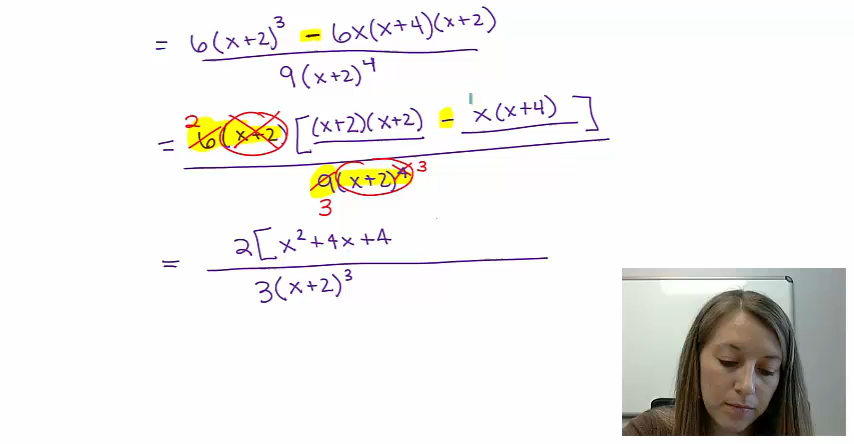 = 6(x+2)³ - 6x(x+4)(x+2)
9(x+2)⁴
2 1
= 6(x+2)[(x+2)(x+2) - x(x+4)]
9(x+2)⁴ 3
3
= 2[x²+4x+4
3(x+2)³